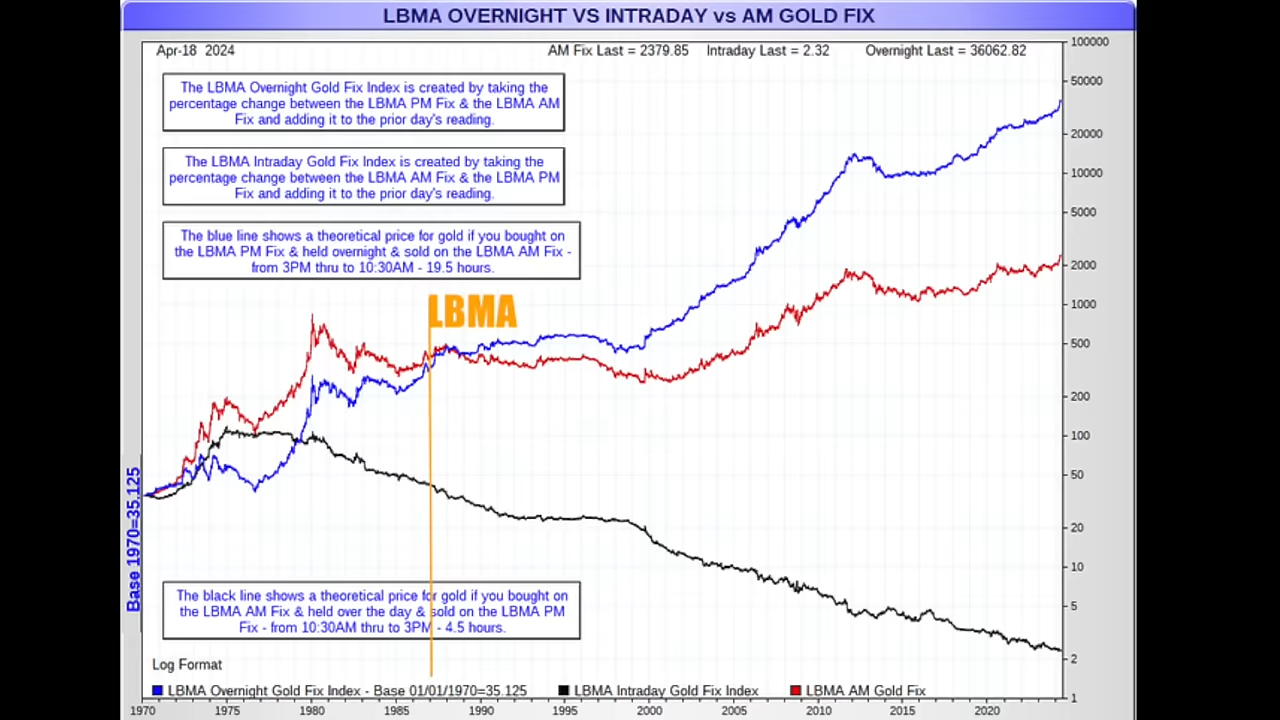 LBMA OVERNIGHT VS INTRADAY vs AM GOLD FIX
Apr-18 2024
AM Fix Last = 2379.85 Intraday Last = 2.32 Overnight Last = 36062.82
The LBMA Overnight Gold Fix Index is created by taking the
percentage change between the LBMA PM Fix & the LBMA AM
Fix and adding it to the prior day's reading.
The LBMA Intraday Gold Fix Index is created by taking the
percentage change between the LBMA AM Fix & the LBMA PM
Fix and adding it to the prior day's reading.
The blue line shows a theoretical price for gold if you bought on
the LBMA PM Fix & held overnight & sold on the LBMA AM Fix -
from 3PM thru to 10:30AM - 19.5 hours.
LBMA
The black line shows a theoretical price for gold if you bought on
the LBMA AM Fix & held over the day & sold on the LBMA PM
Fix - from 10:30AM thru to 3PM - 4.5 hours.
Log Format
LBMA Overnight Gold Fix Index - Base 01/01/1970=35.125
LBMA Intraday Gold Fix Index
LBMA AM Gold Fix
Base 1970=35.125
100000
50000
20000
10000
5000
2000
1000
500
200
100
50
20
10
5
2
1
1970 1975 1980 1985 1990 1995 2000 2005 2010 2015 2020